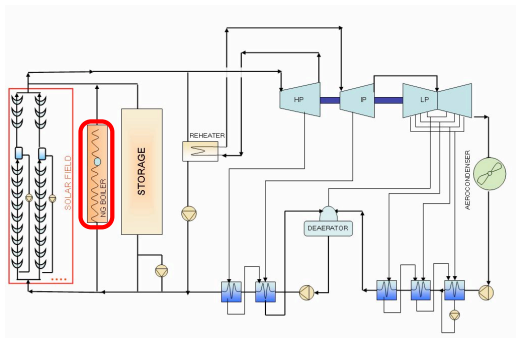 SOLAR FIELD
NG BOILER
STORAGE
REHEATER
HP
IP
LP
AEROCONDENSER
DEAERATOR